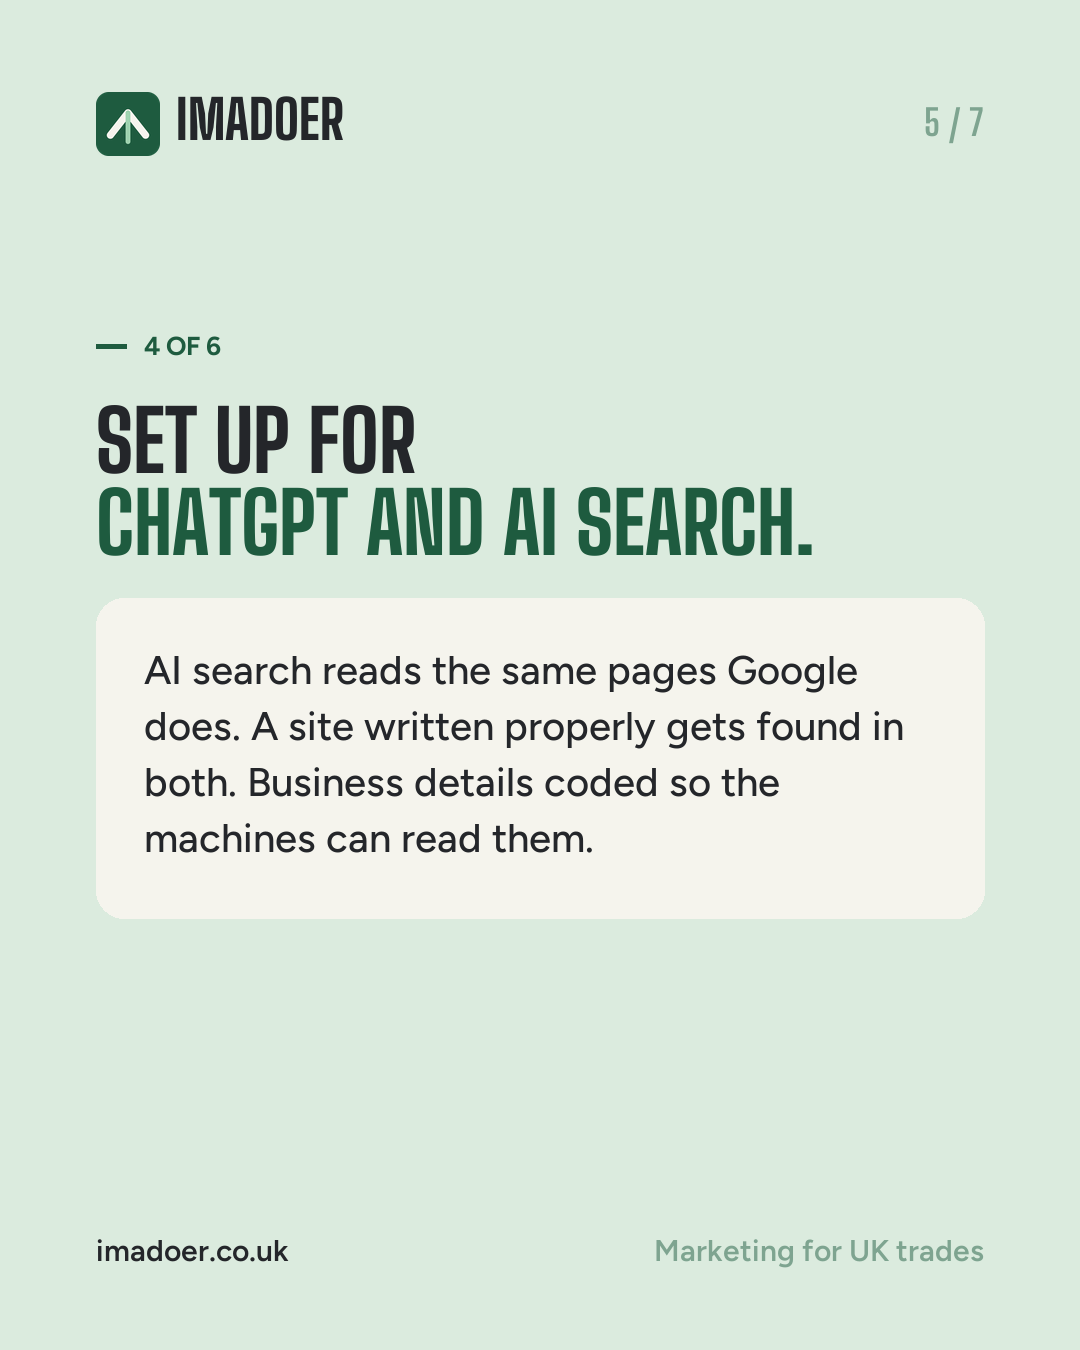 IMADOER
5 / 7
4 OF 6
SET UP FOR
CHATGPT AND AI SEARCH.
AI search reads the same pages Google
does. A site written properly gets found in
both. Business details coded so the
machines can read them.
imadoer.co.uk
Marketing for UK trades